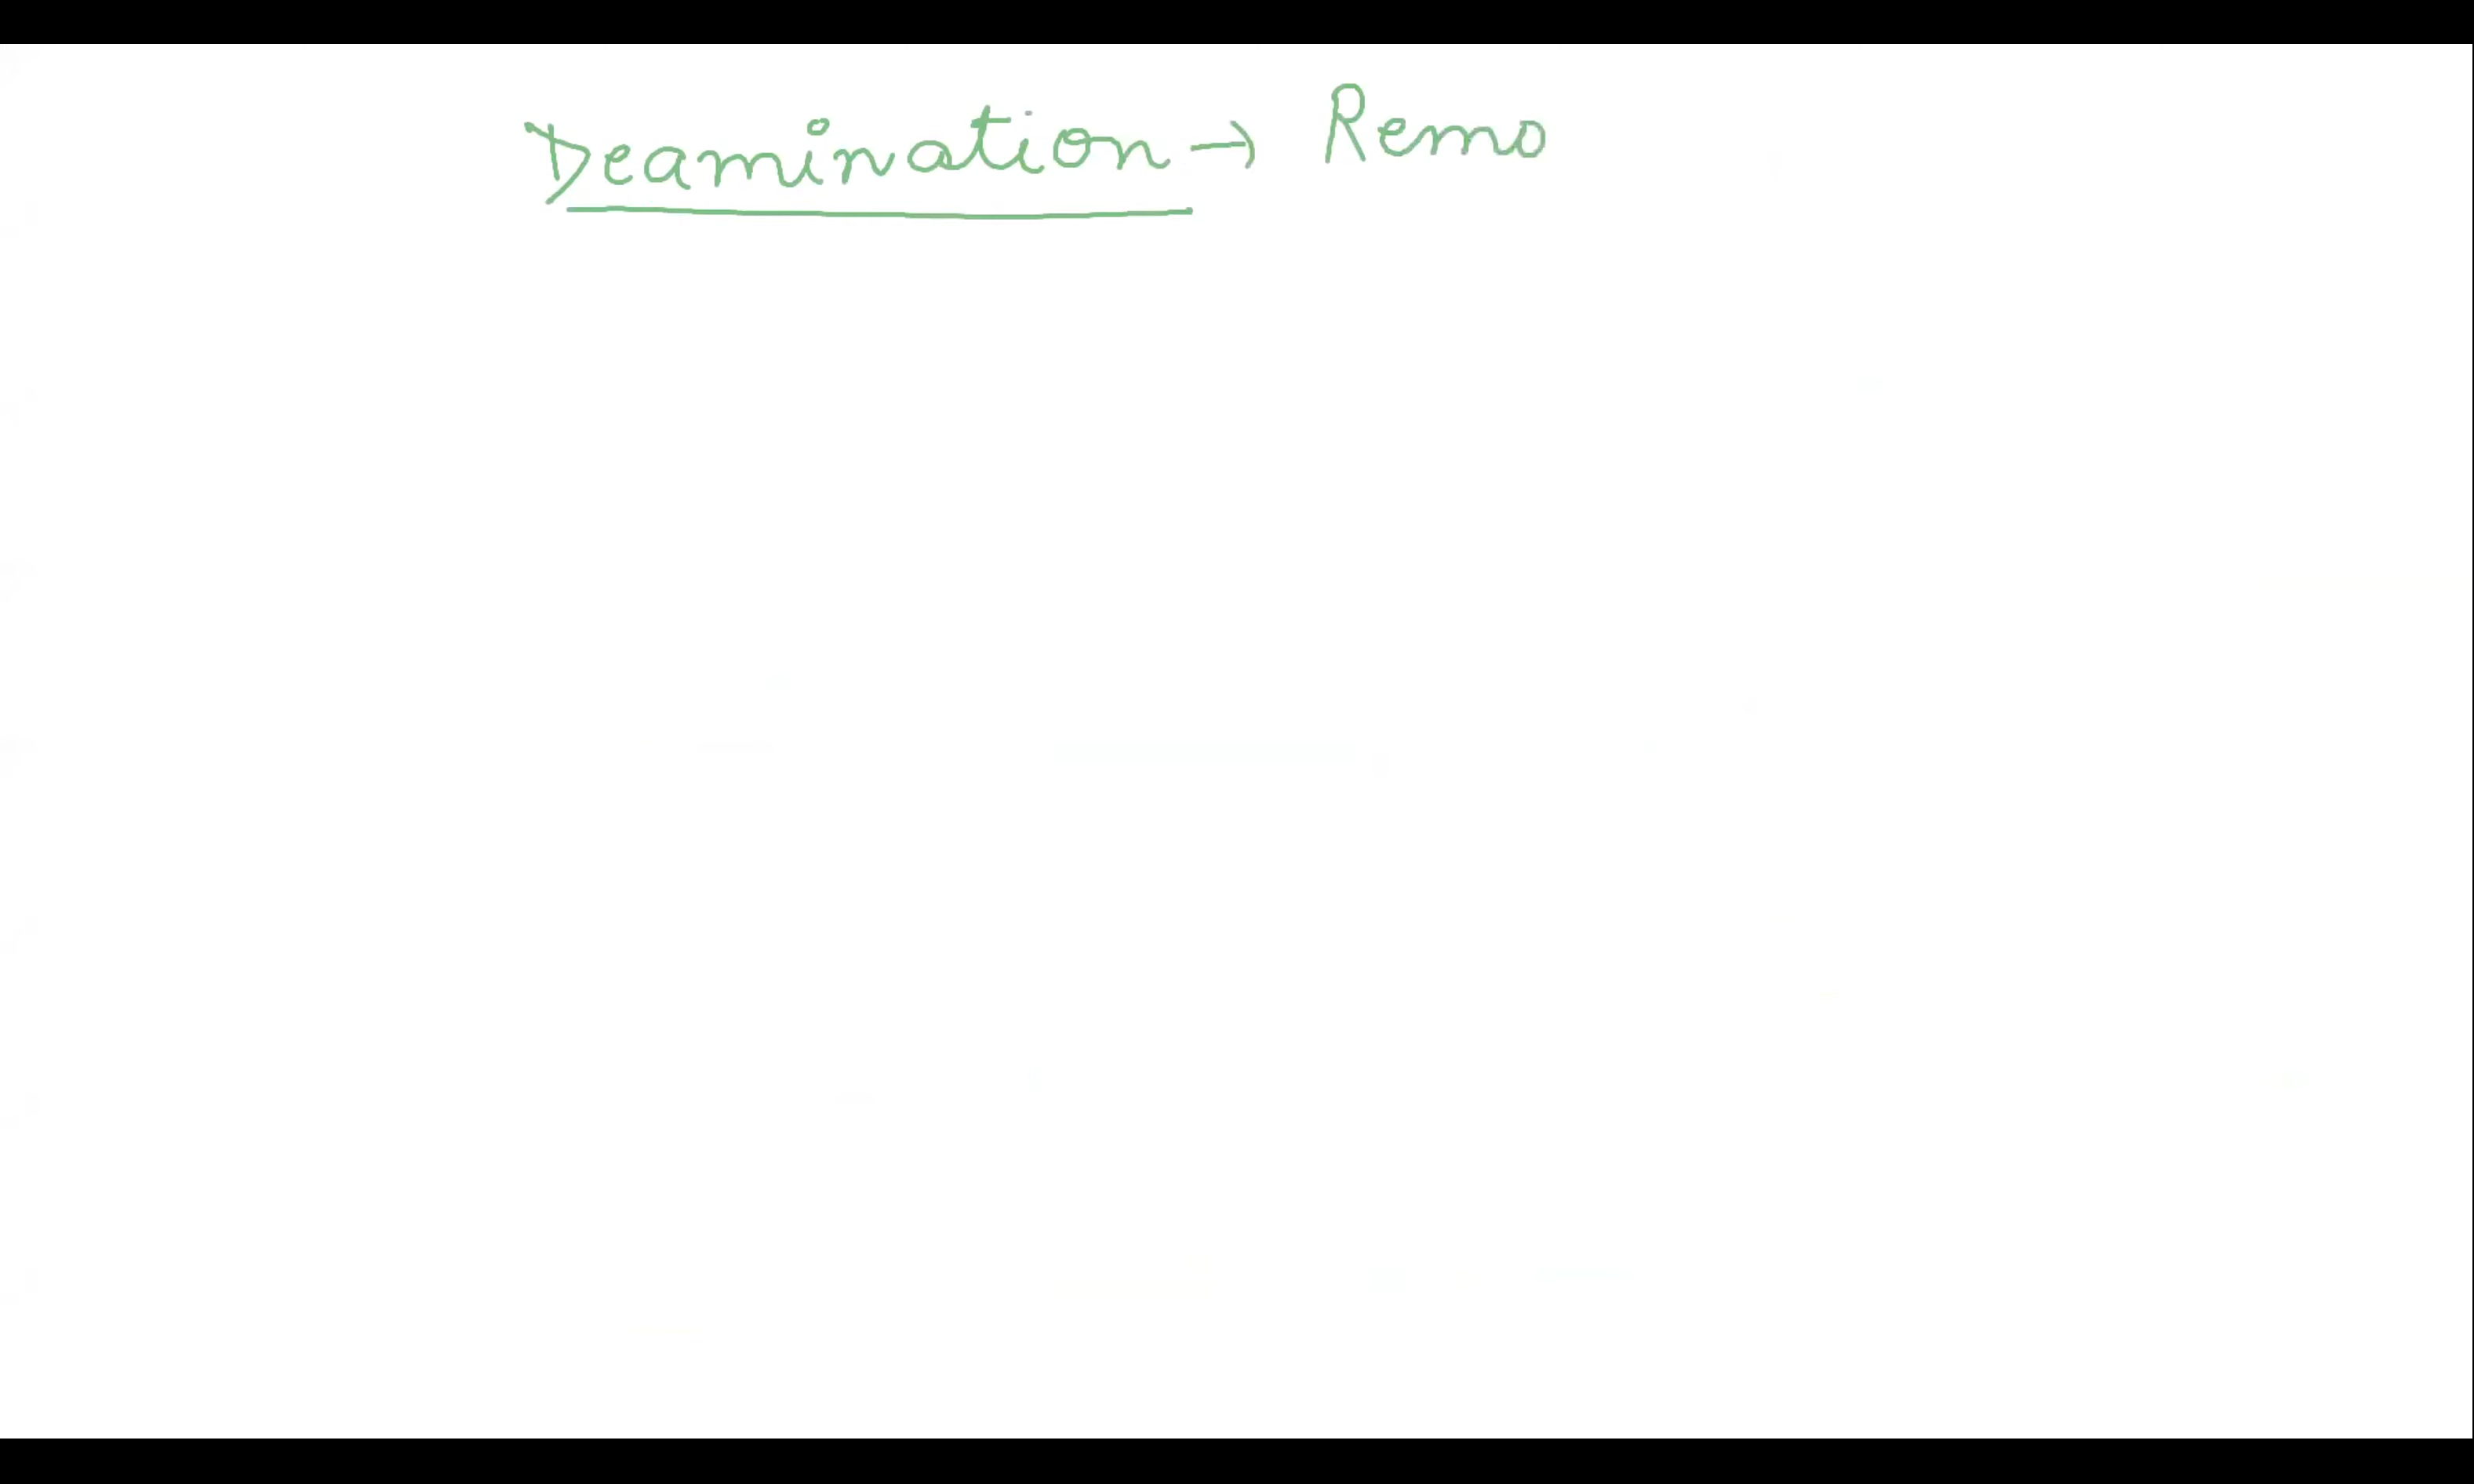 Deamination → Remo